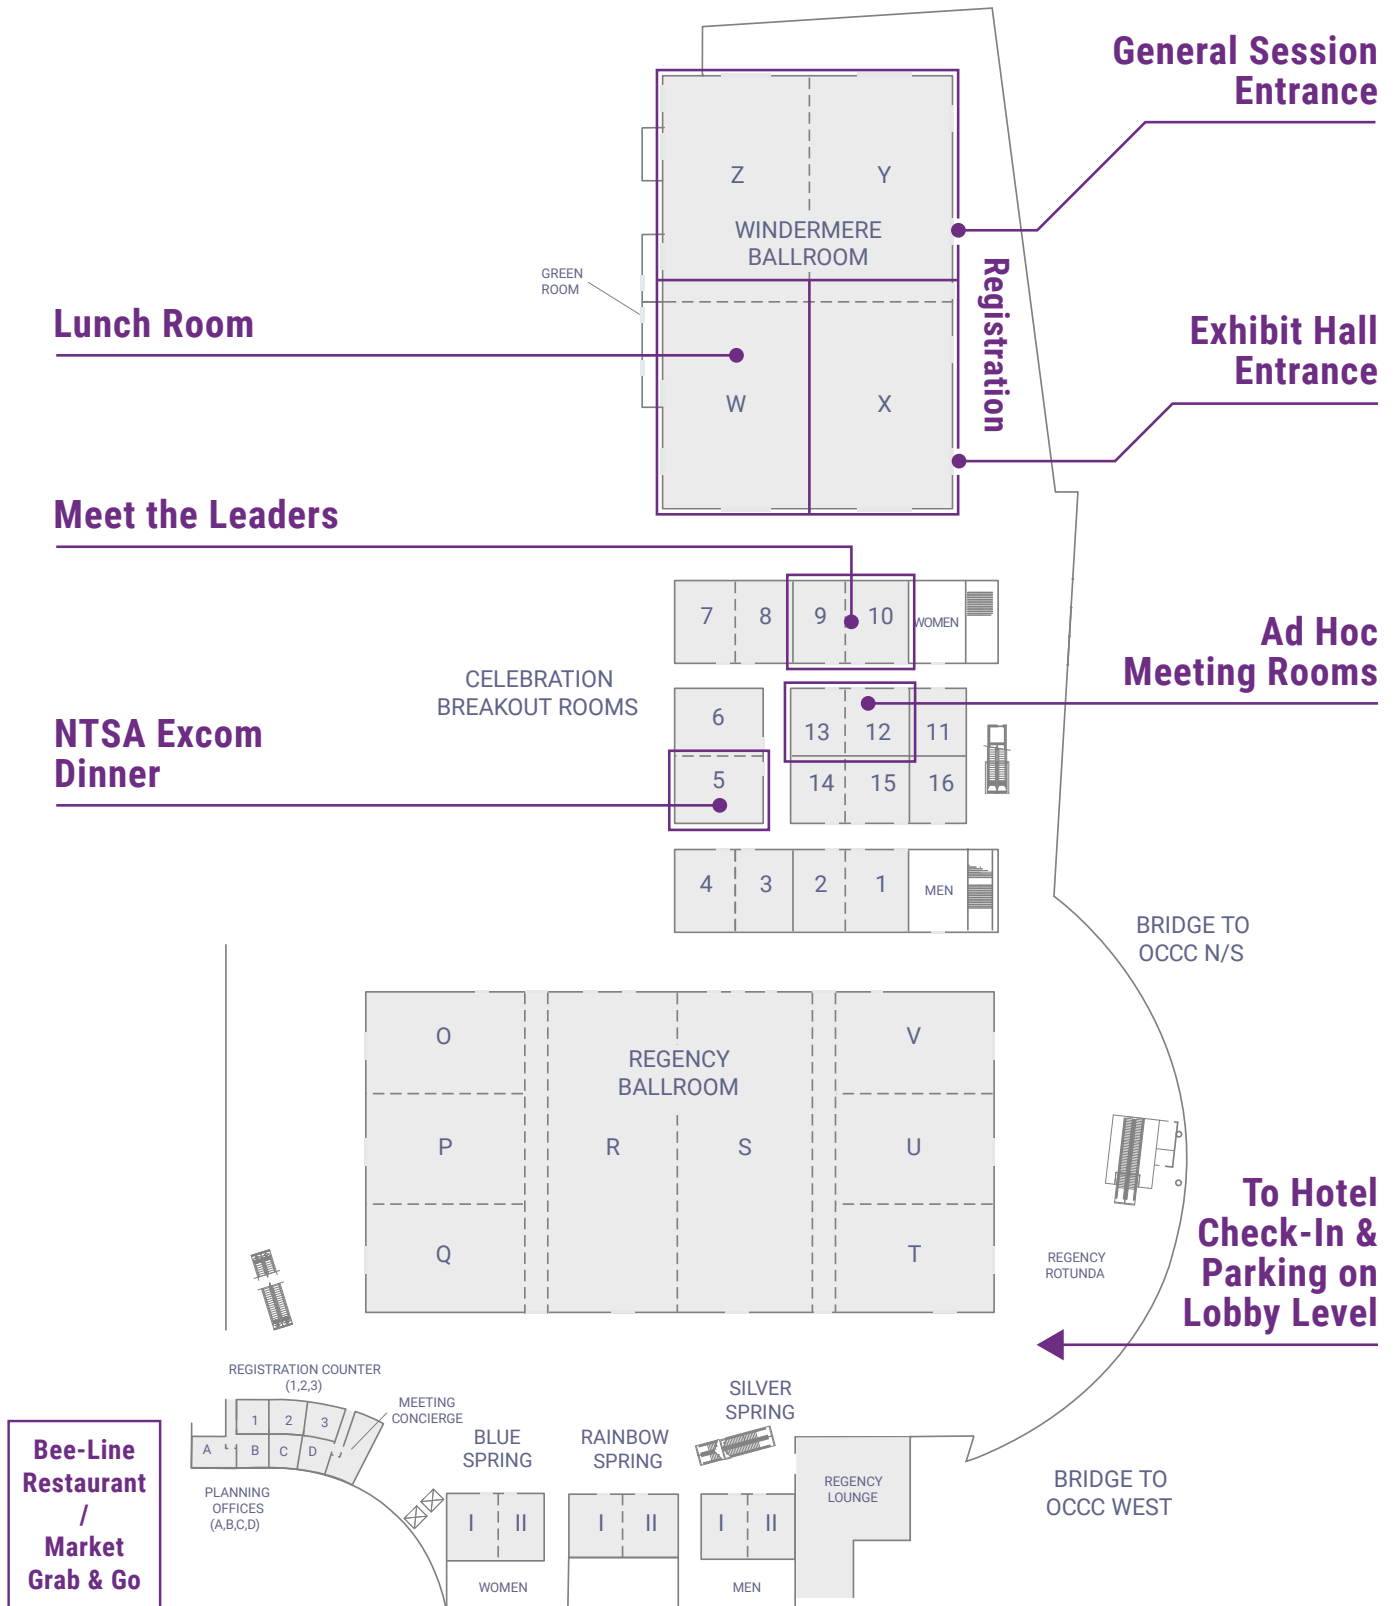 General Session
Entrance
Z
Y
WINDERMERE
BALLROOM
GREEN
ROOM
Registration
Lunch Room
Exhibit Hall
Entrance
W
X
Meet the Leaders
7
8
9
10
WOMEN
Ad Hoc
Meeting Rooms
CELEBRATION
BREAKOUT ROOMS
6
13
12
11
NTSA Excom
Dinner
5
14
15
16
4
3
2
1
MEN
BRIDGE TO
OCCC N/S
O
V
REGENCY
BALLROOM
P
R
S
U
Q
T
To Hotel
Check-In &
Parking on
Lobby Level
REGENCY
ROTUNDA
REGISTRATION COUNTER
(1,2,3)
MEETING
CONCIERGE
1
2
3
A
B
C
D
PLANNING
OFFICES
(A,B,C,D)
SILVER
SPRING
BLUE
SPRING
RAINBOW
SPRING
REGENCY
LOUNGE
BRIDGE TO
OCCC WEST
Bee-Line
Restaurant
/
Market
Grab & Go
I
II
I
II
I
II
WOMEN
MEN